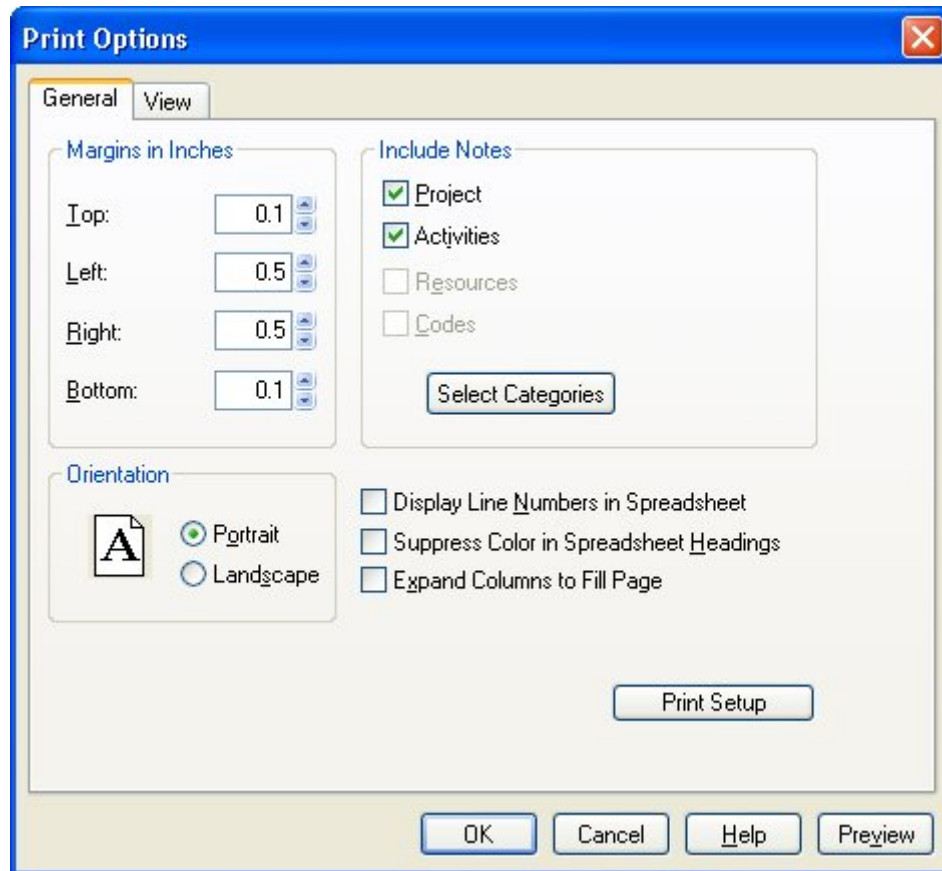 Print Options
General
View
Margins in Inches
Top: 0.1
Left: 0.5
Right: 0.5
Bottom: 0.1
Include Notes
Project
Activities
Resources
Codes
Select Categories
Orientation
A
Portrait
Landscape
Display Line Numbers in Spreadsheet
Suppress Color in Spreadsheet Headings
Expand Columns to Fill Page
Print Setup
OK
Cancel
Help
Preview